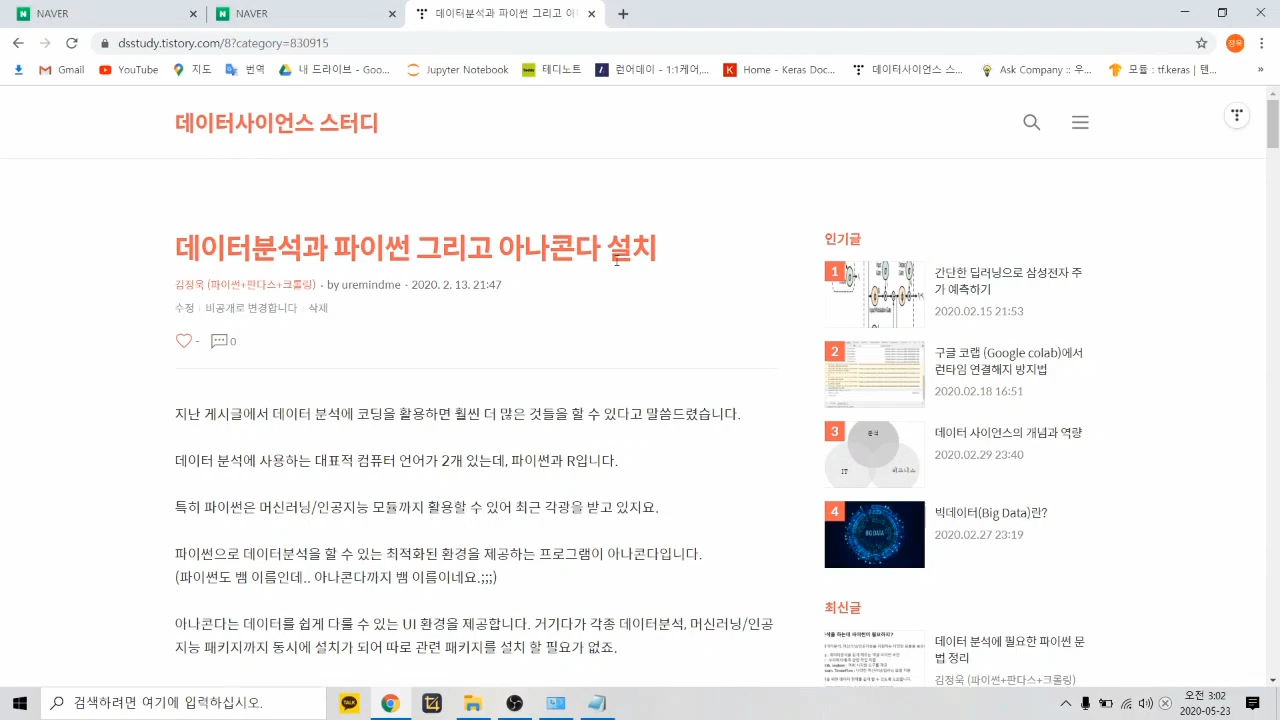 NAVER
NAVER
데이터분석과 파이썬 그리고 아
dsstudy.tistory.com/8?category=830915
정욱
Gmail
YouTube
지도
번역
내 드라이브 - Goo...
Jupyter Notebook
테디노트
런어데이 - 1:1케어,...
Home - Keras Doc...
데이터사이언스 스...
Ask Company :: 우...
모듈 : tf.keras | 텐...
데이터사이언스 스터디
데이터분석과 파이썬 그리고 아나콘다 설치
김정욱 (파이썬+판다스+크롤링) · by uremindme · 2020. 2. 13. 21:47
수정 | 비공개로 변경합니다 | 삭제
0
지난 게시글에서 데이터 분석에 코딩을 활용하면 훨씬 더 많은 것들을 할 수 있다고 말씀드렸습니다.
데이터 분석에 사용하는 대표적 컴퓨터 언어가 2개 있는데, 파이썬과 R입니다.
특히 파이썬은 머신러닝/인공지능 모듈까지 활용할 수 있어 최근 각광을 받고 있지요.
파이썬으로 데이터분석을 할 수 있는 최적화된 환경을 제공하는 프로그램이 아나콘다입니다.
(파이썬도 뱀 이름인데.. 아나콘다까지 뱀 이름이네요.;;;)
아나콘다는 데이터를 쉽게 다룰 수 있는 UI 환경을 제공합니다. 거기다가 각종 데이터분석, 머신러닝/인공
지능 패키지까지 동시에 설치가 되어 따로 관련 패키지를 설치 할 필요가 없죠.
인기글
1
간단한 딥러닝으로 삼성전자 주
가 예측하기
2020.02.15 21:53
2
구글 코랩 (Google colab)에서
런타임 연결끊김 방지법
2020.02.18 23:51
3
분석
IT
비즈니스
데이터 사이언스의 개념과 역량
2020.02.29 23:40
4
BIG DATA
빅데이터(Big Data)란?
2020.02.27 23:19
최신글
데이터 분석에 필요한 파이썬 문
법 정리
김정욱 (파이썬+판다스+크롤링)
검색하려면 여기에 입력하십시오.
TALK
오전 3:02
2020-05-23